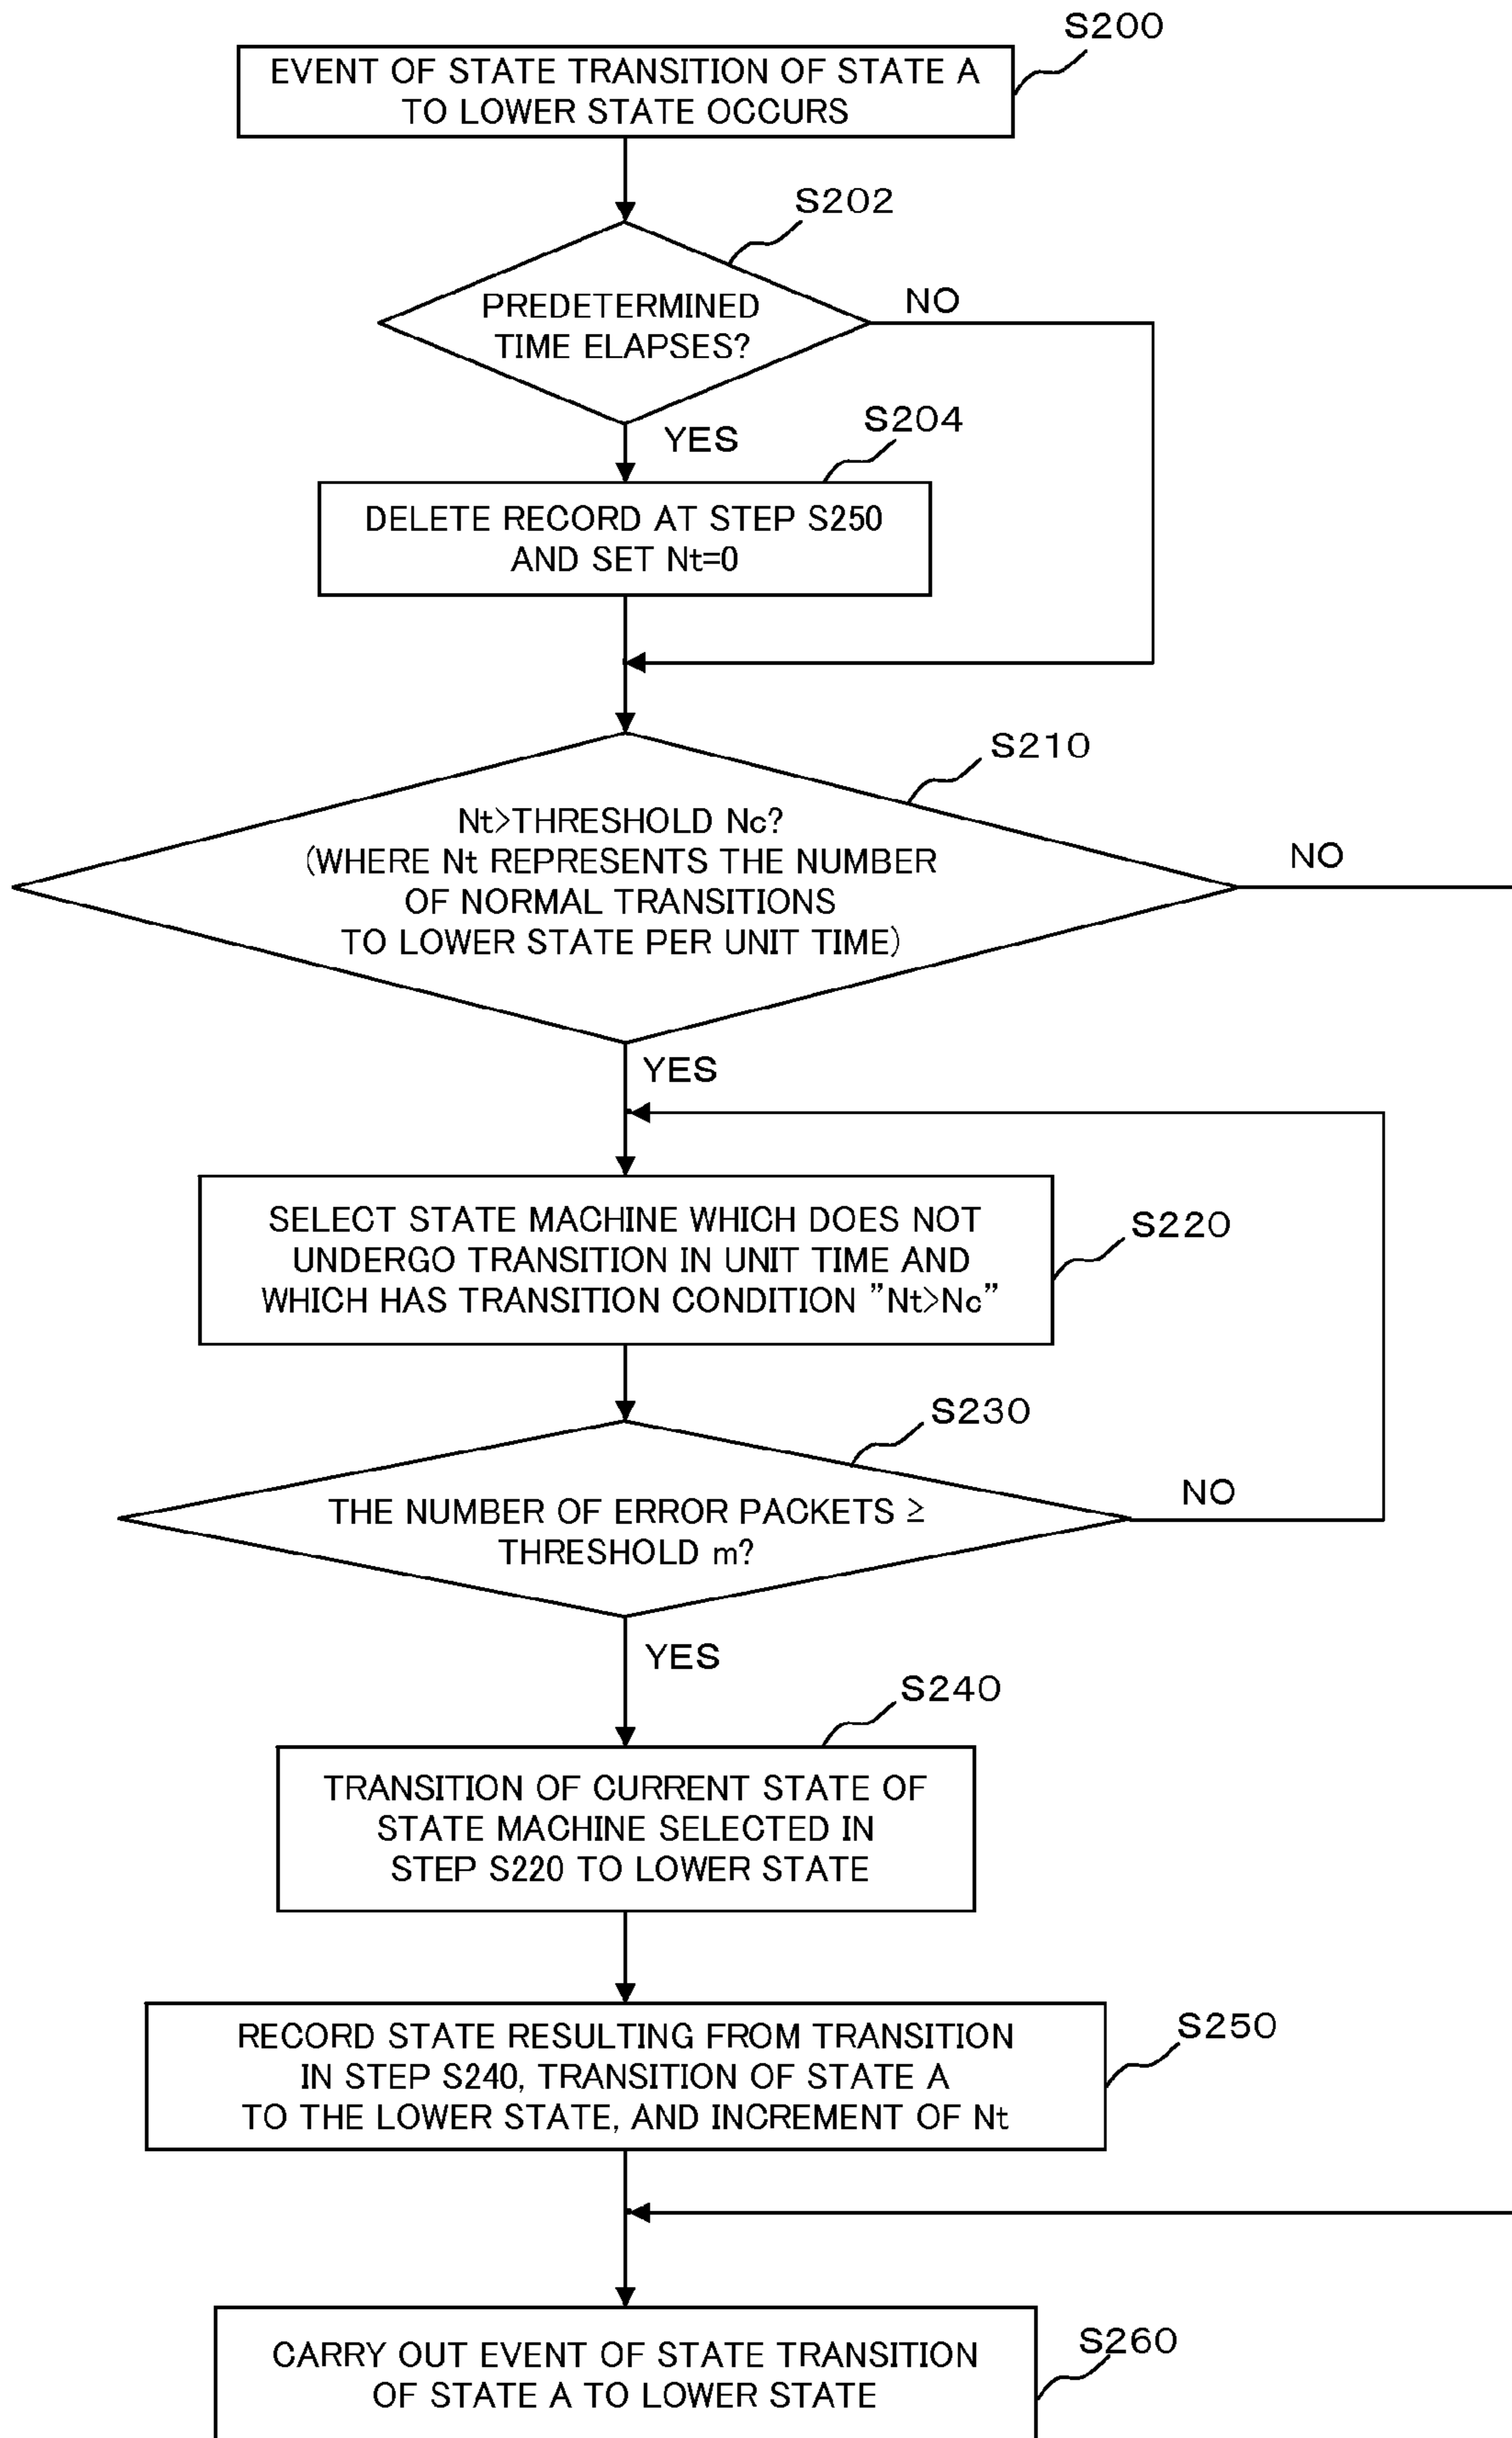 S200
EVENT OF STATE TRANSITION OF STATE A
TO LOWER STATE OCCURS
S202
PREDETERMINED
TIME ELAPSES?
NO
YES
S204
DELETE RECORD AT STEP S250
AND SET Nt=0
S210
Nt>THRESHOLD Nc?
(WHERE Nt REPRESENTS THE NUMBER
OF NORMAL TRANSITIONS
TO LOWER STATE PER UNIT TIME)
NO
YES
SELECT STATE MACHINE WHICH DOES NOT
UNDERGO TRANSITION IN UNIT TIME AND
WHICH HAS TRANSITION CONDITION "Nt>Nc"
S220
S230
THE NUMBER OF ERROR PACKETS ≥
THRESHOLD m?
NO
YES
S240
TRANSITION OF CURRENT STATE OF
STATE MACHINE SELECTED IN
STEP S220 TO LOWER STATE
RECORD STATE RESULTING FROM TRANSITION
IN STEP S240, TRANSITION OF STATE A
TO THE LOWER STATE, AND INCREMENT OF Nt
S250
CARRY OUT EVENT OF STATE TRANSITION
OF STATE A TO LOWER STATE
S260